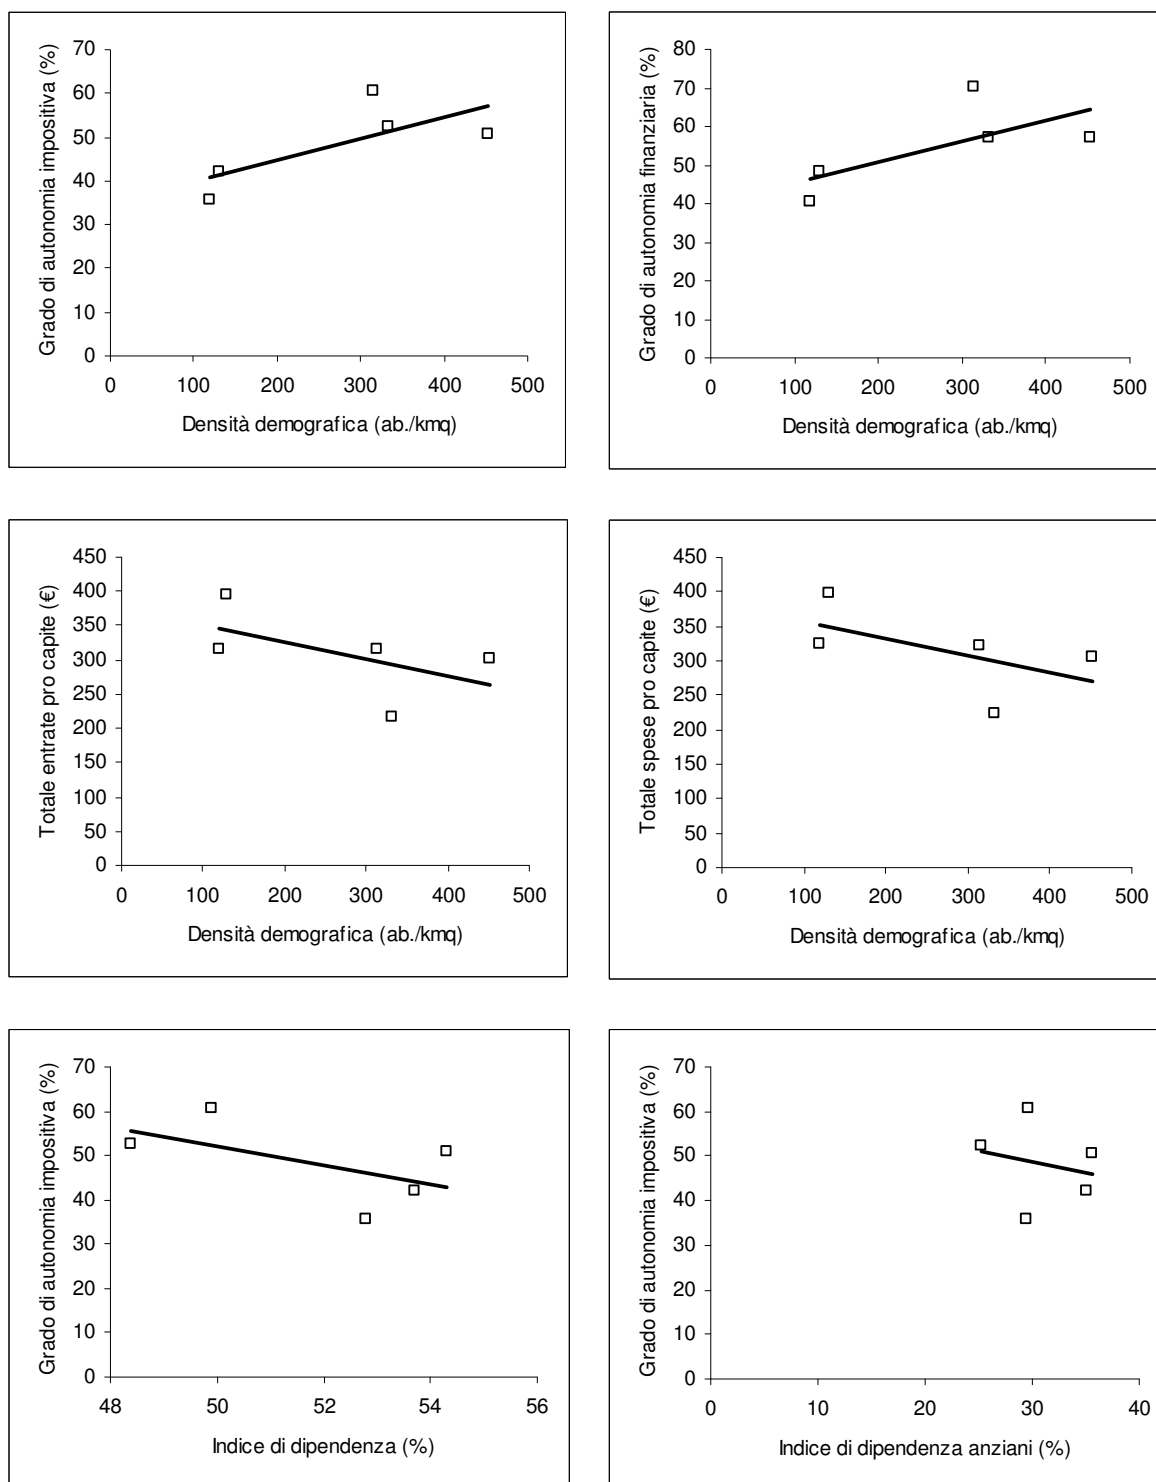 Grado di autonomia impositiva (%)
70
60
50
40
30
20
10
0
0 100 200 300 400 500
Densità demografica (ab./kmq)
Grado di autonomia finanziaria (%)
80
70
60
50
40
30
20
10
0
0 100 200 300 400 500
Densità demografica (ab./kmq)
Totale entrate pro capite (€)
450
400
350
300
250
200
150
100
50
0
0 100 200 300 400 500
Densità demografica (ab./kmq)
Totale spese pro capite (€)
450
400
350
300
250
200
150
100
50
0
0 100 200 300 400 500
Densità demografica (ab./kmq)
Grado di autonomia impositiva (%)
70
60
50
40
30
20
10
0
48 50 52 54 56
Indice di dipendenza (%)
Grado di autonomia impositiva (%)
70
60
50
40
30
20
10
0
0 10 20 30 40
Indice di dipendenza anziani (%)